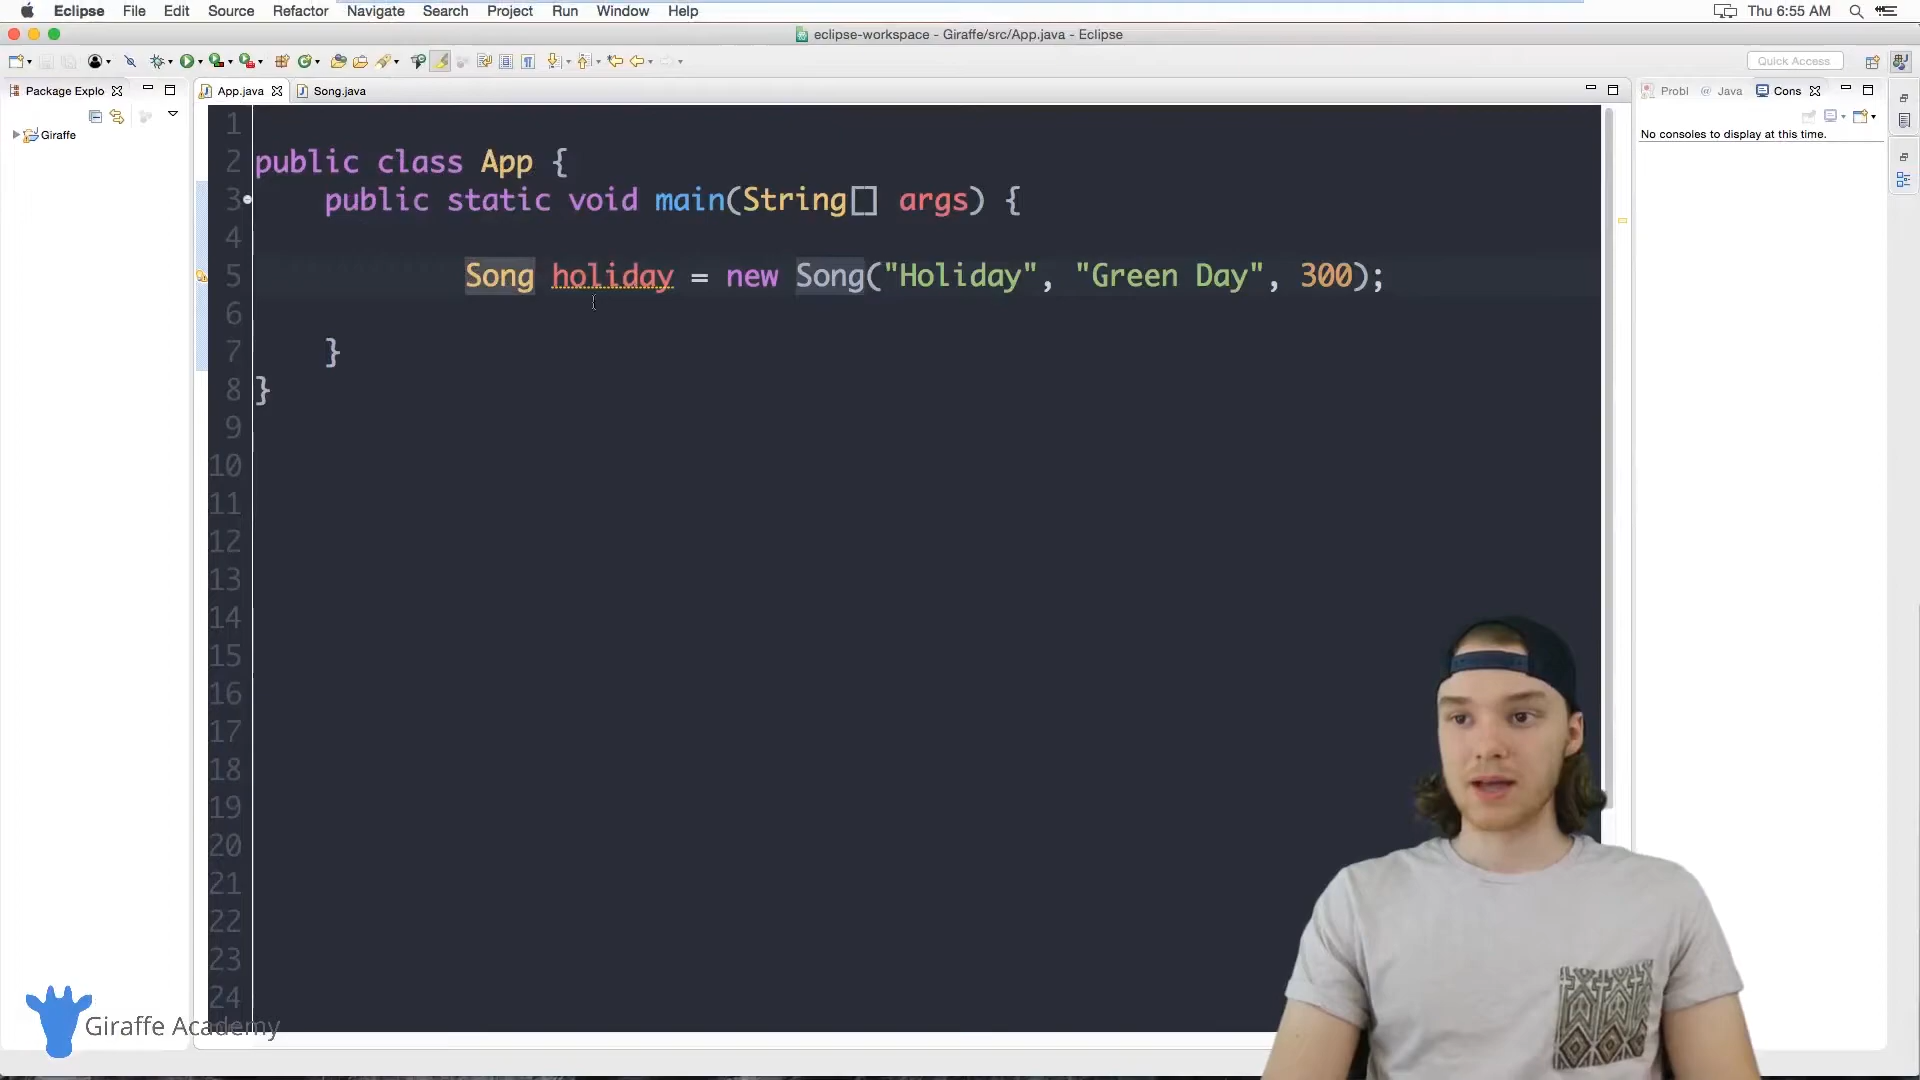 Eclipse File Edit Source Refactor Navigate Search Project Run Window Help Thu 6:55 AM
eclipse-workspace - Giraffe/src/App.java - Eclipse
Quick Access
Package Explo App.java Song.java Probl Java Cons
Giraffe
No consoles to display at this time.
1
2 public class App {
3 public static void main(String[] args) {
4
5 Song holiday = new Song("Holiday", "Green Day", 300);
6
7 }
8 }
9
10
11
12
13
14
15
16
17
18
19
20
21
22
23
24
Giraffe Academy